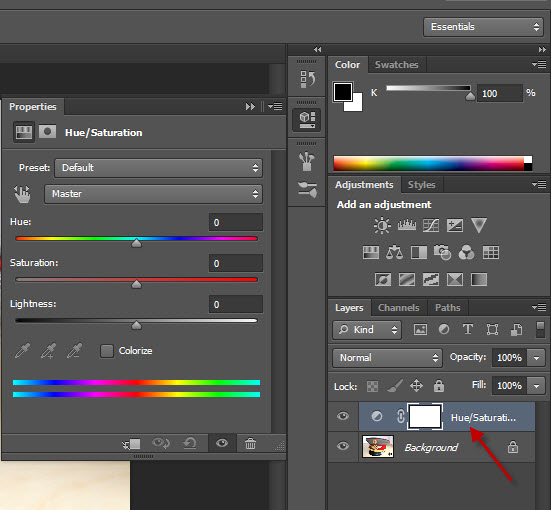 Essentials
Color Swatches
K 100 %
Properties
Hue/Saturation
Preset: Default
Master
Hue: 0
Saturation: 0
Lightness: 0
Colorize
Adjustments Styles
Add an adjustment
Layers Channels Paths
Kind
Normal Opacity: 100%
Lock: Fill: 100%
Hue/Saturati...
Background